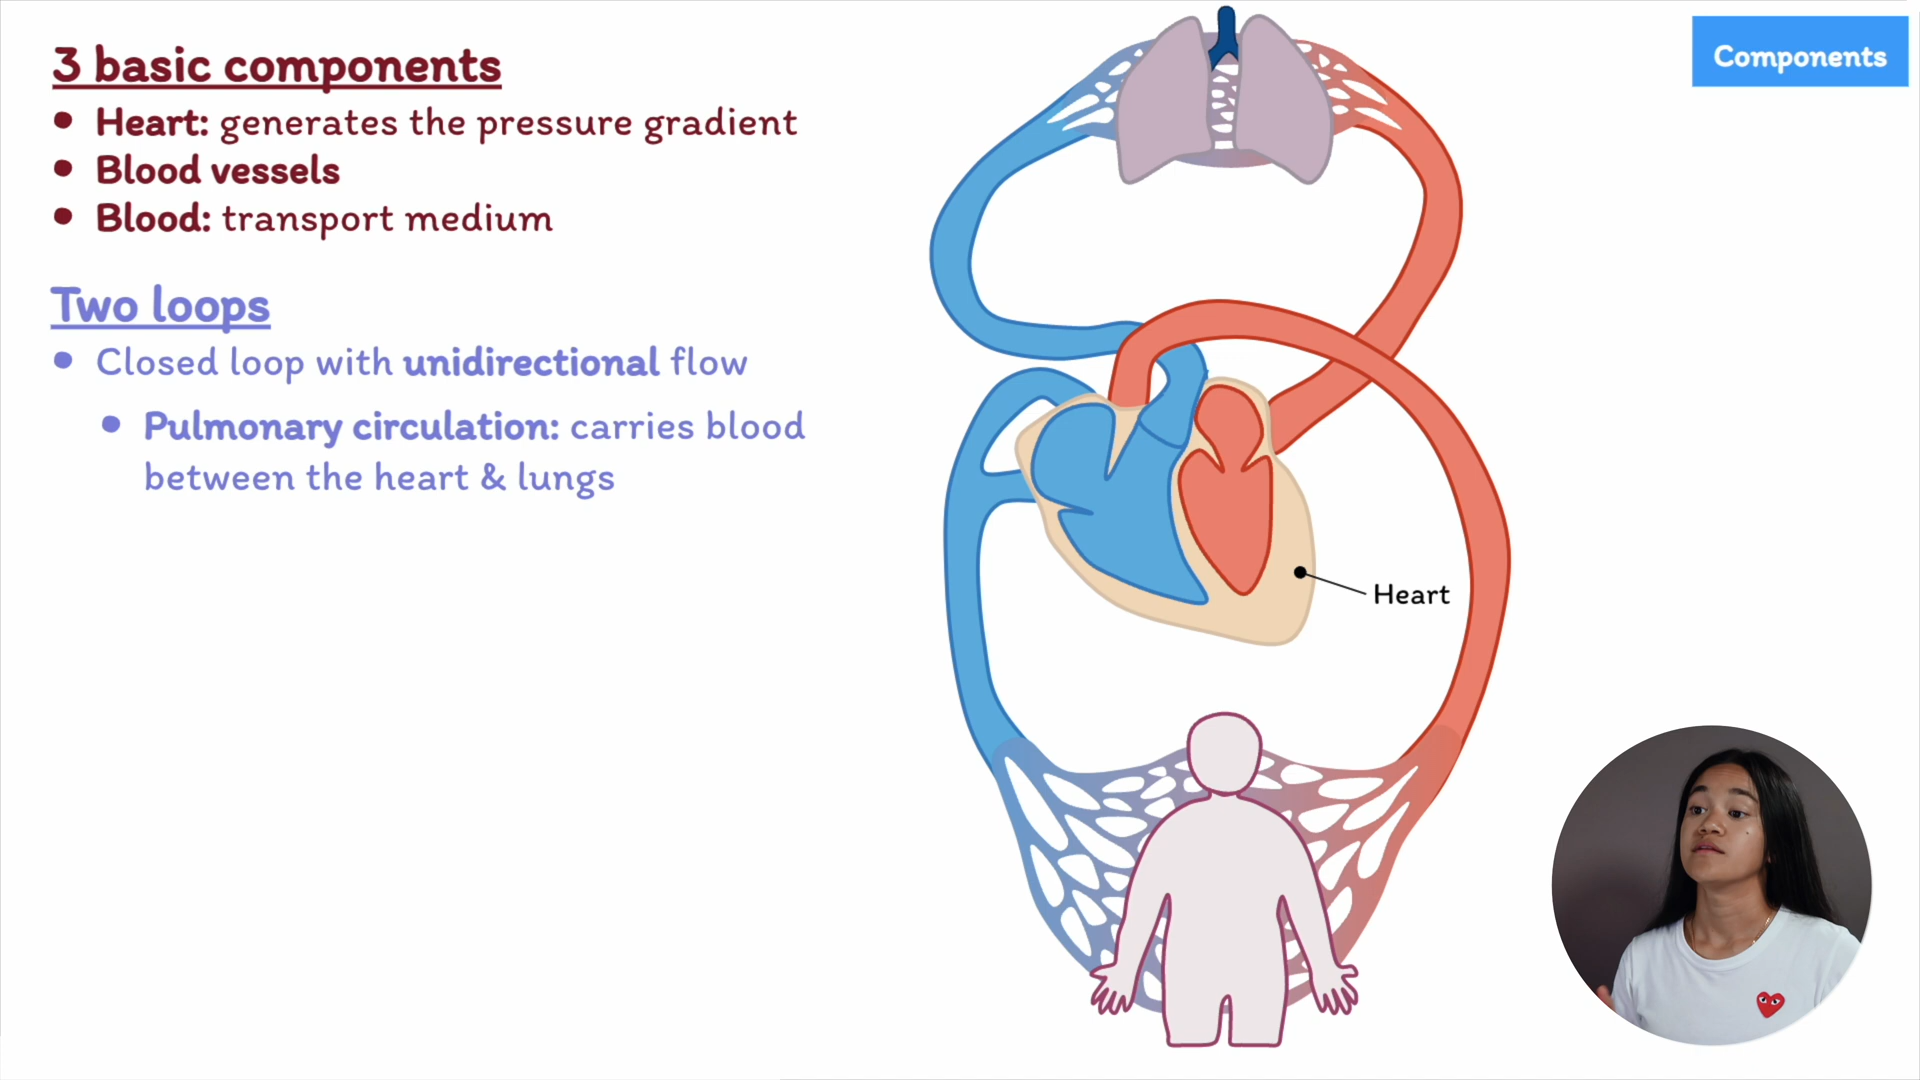 3 basic components
• Heart: generates the pressure gradient
• Blood vessels
• Blood: transport medium
Two loops
• Closed loop with unidirectional flow
• Pulmonary circulation: carries blood
between the heart & lungs
Components
Heart